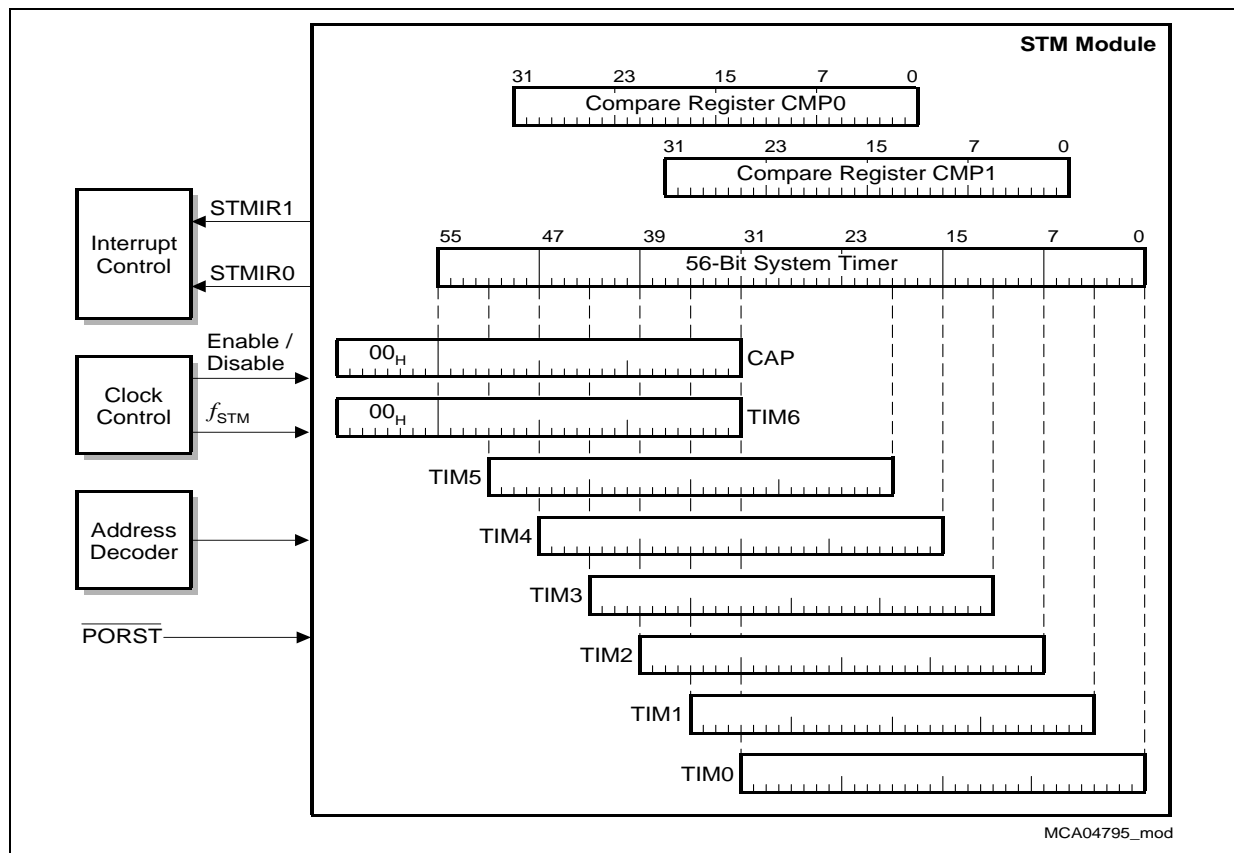 STM Module
31 23 15 7 0
Compare Register CMP0
31 23 15 7 0
Compare Register CMP1
STMIR1
Interrupt
Control
STMIR0
55 47 39 31 23 15 7 0
56-Bit System Timer
Enable /
Disable
00H
CAP
Clock
Control
fSTM
00H
TIM6
TIM5
Address
Decoder
TIM4
TIM3
PORST
TIM2
TIM1
TIM0
MCA04795_mod